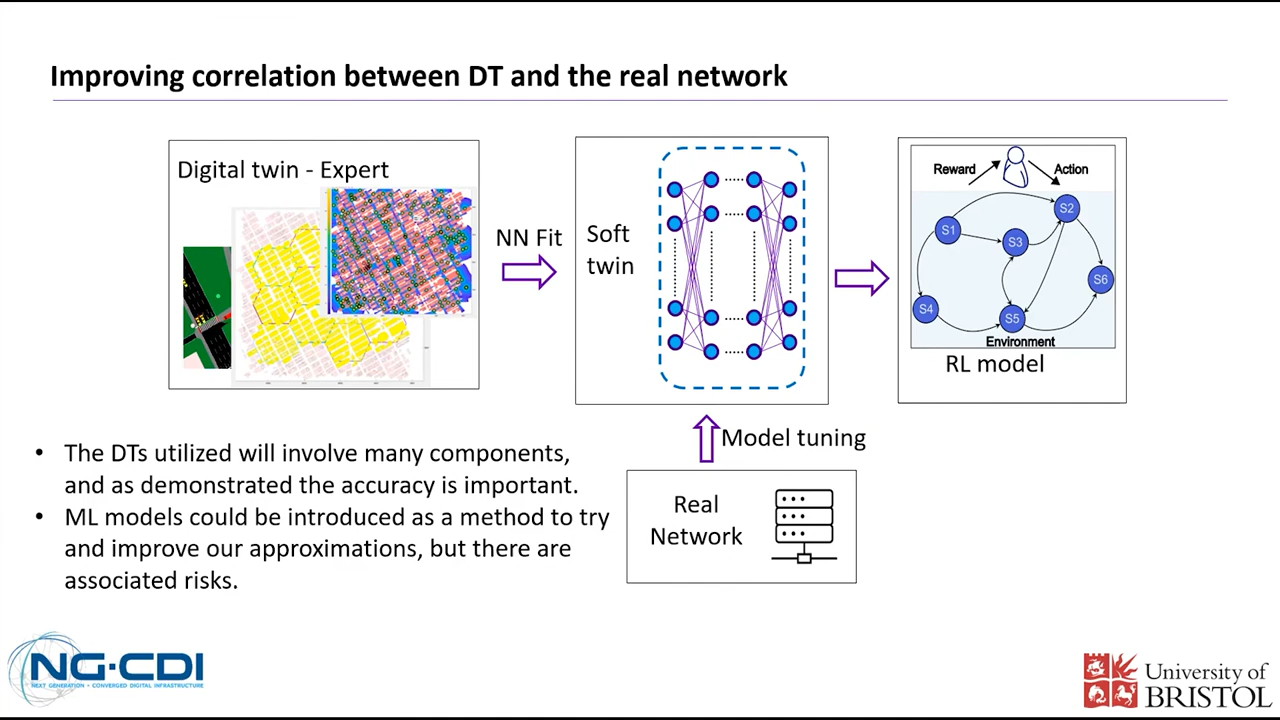 Improving correlation between DT and the real network
Digital twin - Expert
NN Fit
Soft
twin
Reward
Action
S1
S2
S3
S6
S4
S5
Environment
RL model
Model tuning
Real
Network
• The DTs utilized will involve many components,
and as demonstrated the accuracy is important.
• ML models could be introduced as a method to try
and improve our approximations, but there are
associated risks.
NG·CDI
NEXT GENERATION - CONVERGED DIGITAL INFRASTRUCTURE
University of
BRISTOL